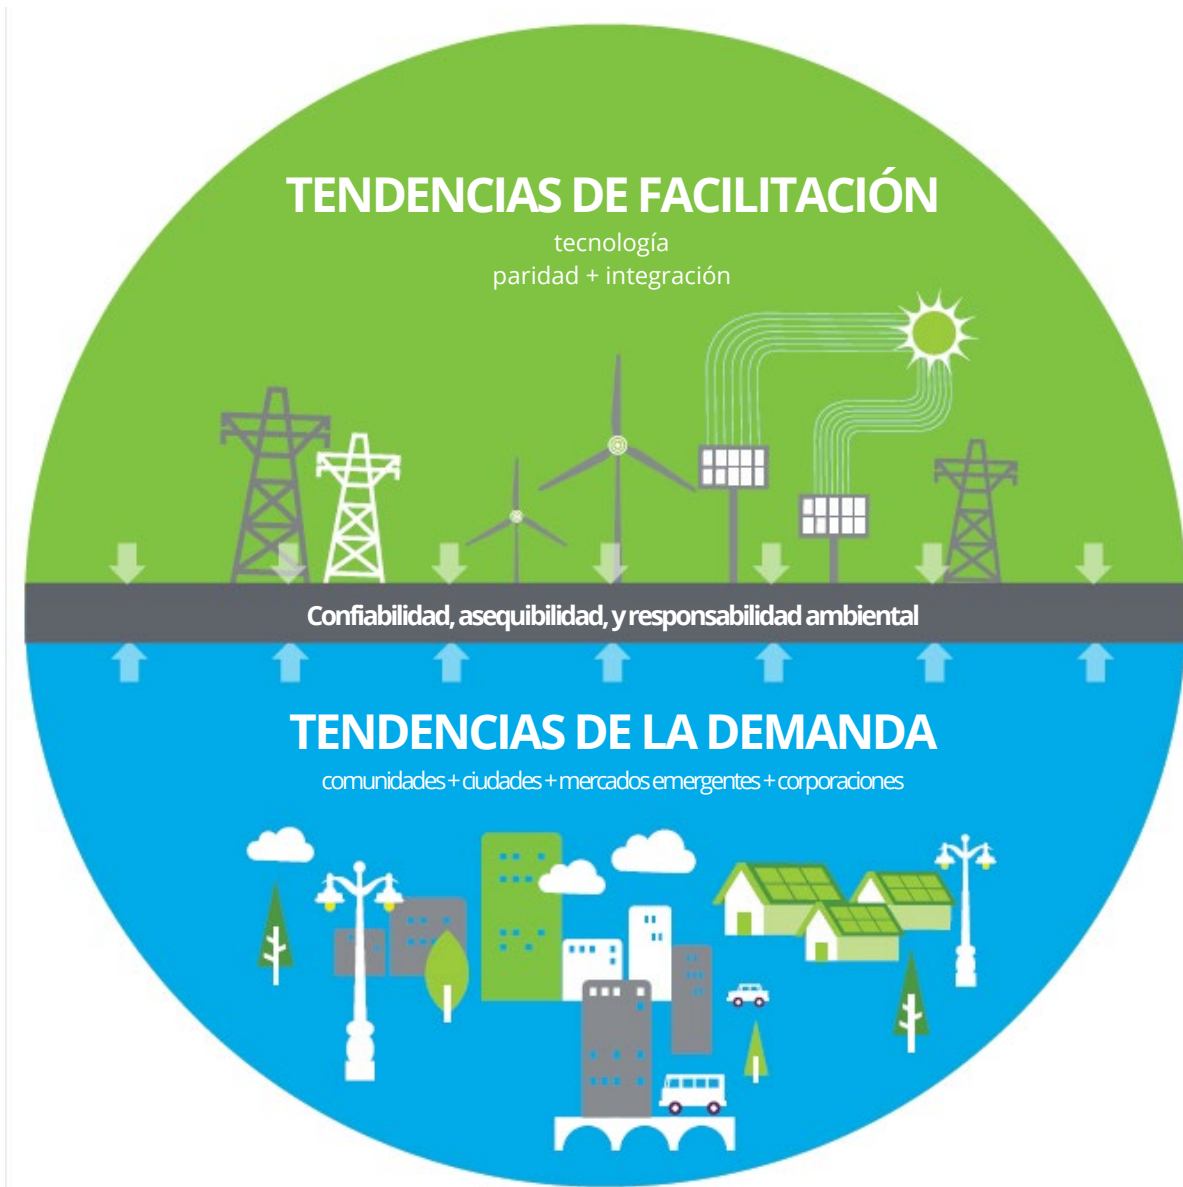 TENDENCIAS DE FACILITACIÓN
tecnología
paridad + integración
Confiabilidad, asequibilidad, y responsabilidad ambiental
TENDENCIAS DE LA DEMANDA
comunidades + ciudades + mercados emergentes + corporaciones